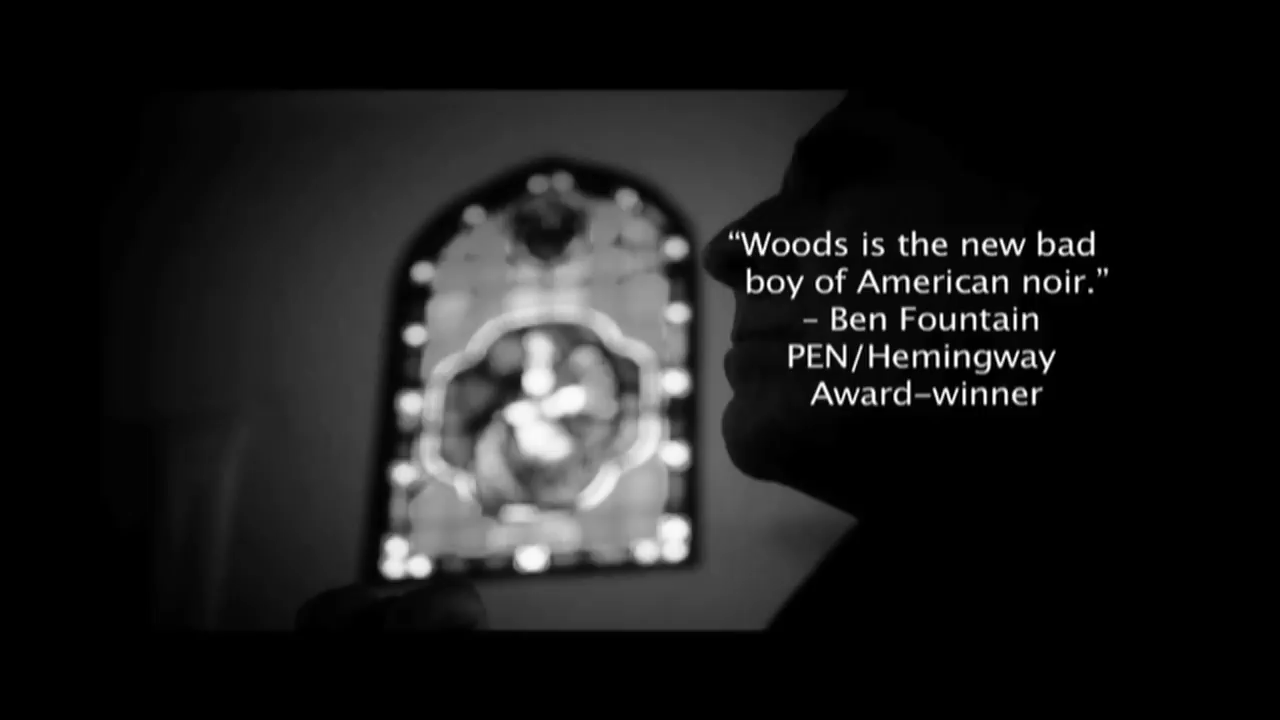 “Woods is the new bad
boy of American noir.”
– Ben Fountain
PEN/Hemingway
Award–winner